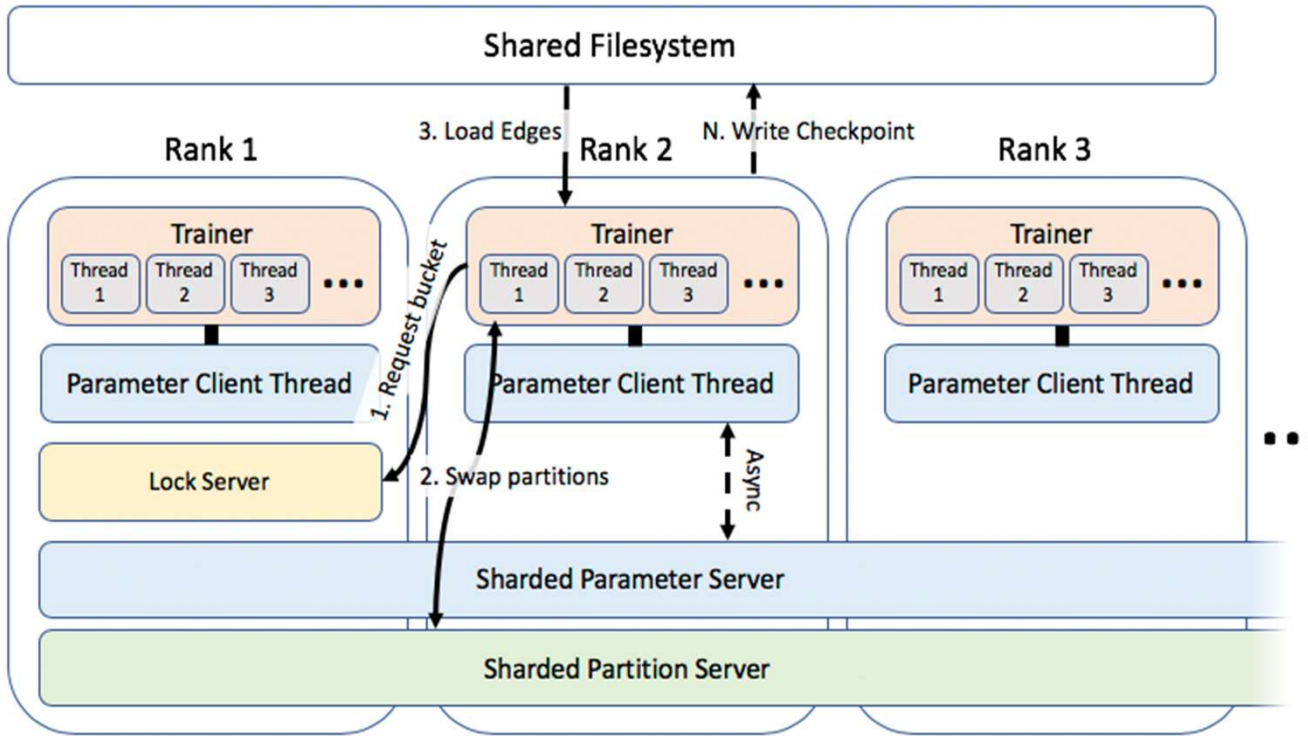 Shared Filesystem
3. Load Edges
N. Write Checkpoint
Rank 1
Rank 2
Rank 3
Trainer
Thread
1
Thread
2
Thread
3
...
Trainer
Thread
1
Thread
2
Thread
3
...
Trainer
Thread
1
Thread
2
Thread
3
...
1. Request bucket
Parameter Client Thread
Parameter Client Thread
Parameter Client Thread
..
Lock Server
2. Swap partitions
Async
Sharded Parameter Server
Sharded Partition Server